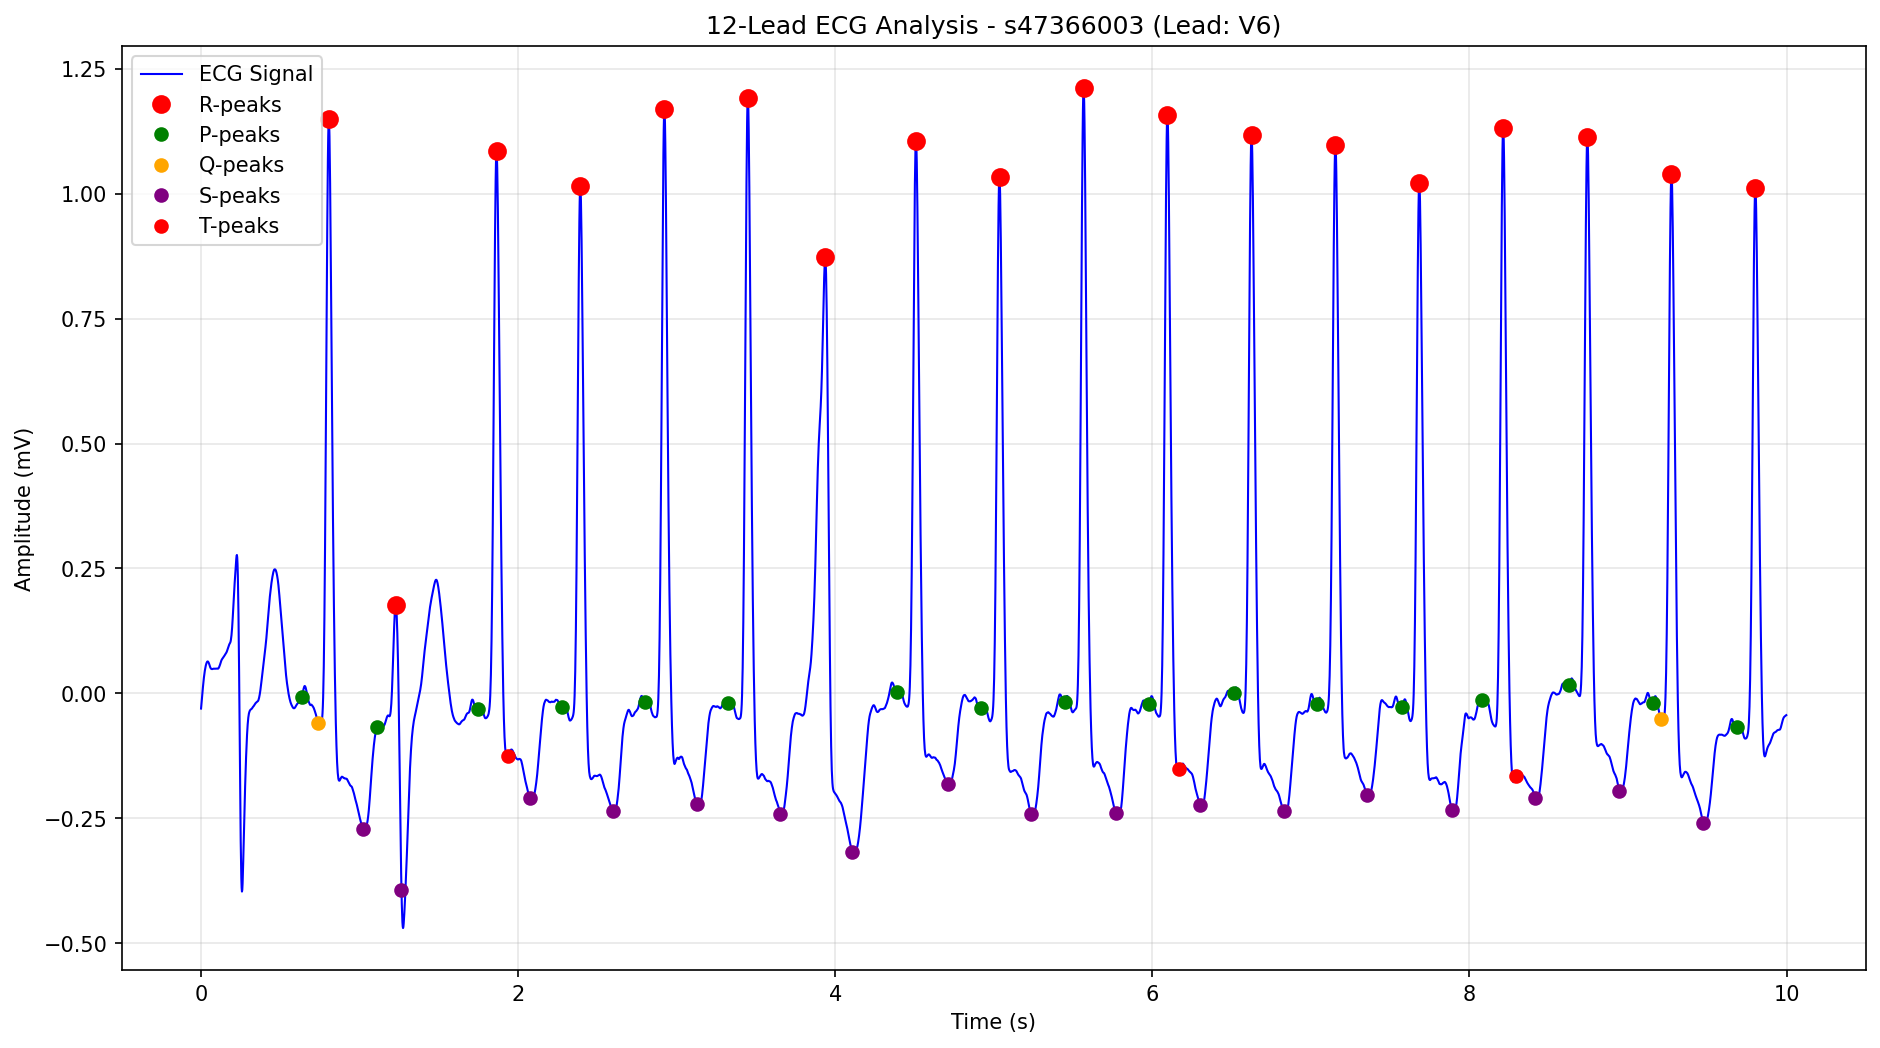 12-Lead ECG Analysis - s47366003 (Lead: V6)
ECG Signal
R-peaks
P-peaks
Q-peaks
S-peaks
T-peaks
1.25
1.00
0.75
0.50
0.25
0.00
−0.25
−0.50
Amplitude (mV)
0 2 4 6 8 10
Time (s)